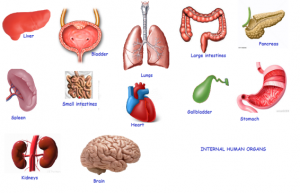 Liver
Bladder
Lungs
Large intestines
Pancreas
Spleen
Small intestines
Heart
Gallbladder
Stomach
Kidneys
Brain
INTERNAL HUMAN ORGANS